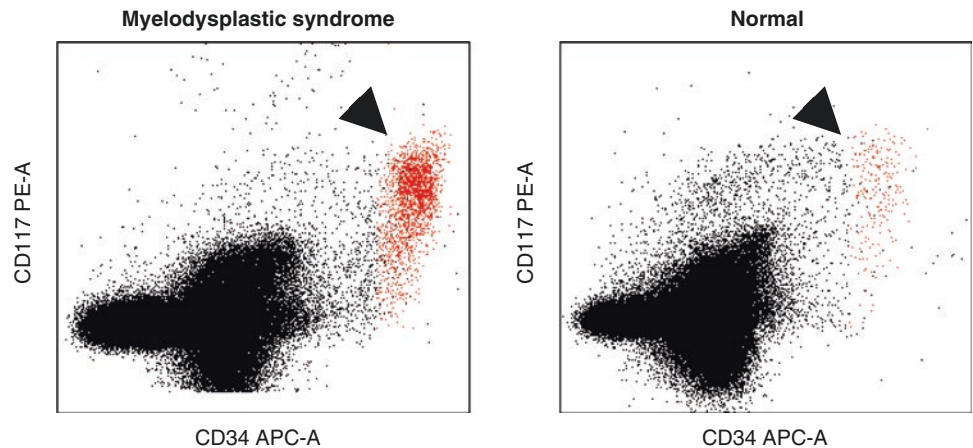 Myelodysplastic syndrome
Normal
CD117 PE-A
CD117 PE-A
CD34 APC-A
CD34 APC-A